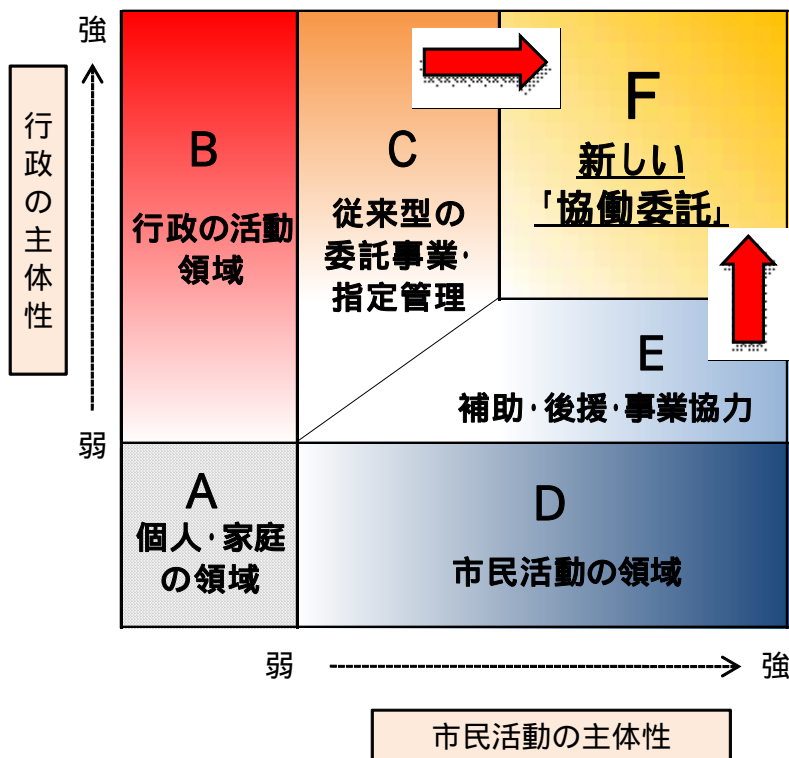 強
行政の主体性
弱
B
行政の活動
領域
C
従来型の
委託事業・
指定管理
F
新しい
「協働委託」
E
補助・後援・事業協力
A
個人・家庭
の領域
D
市民活動の領域
弱
強
市民活動の主体性